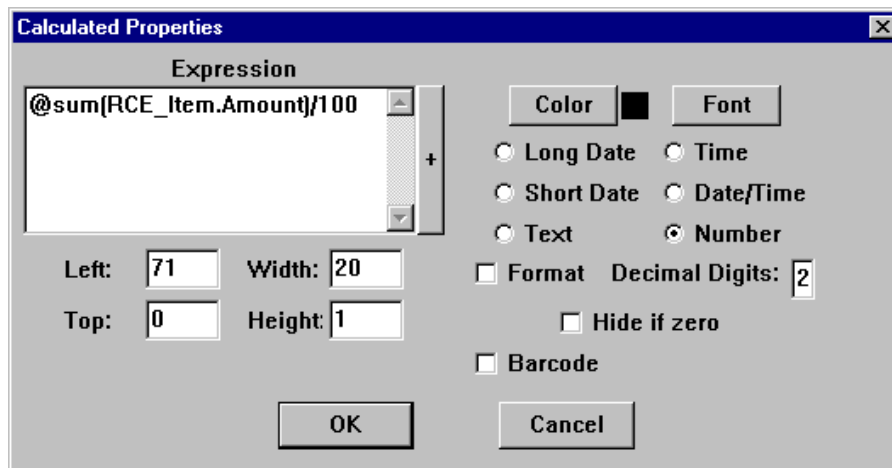 Calculated Properties
Expression
@sum(RCE_Item.Amount)/100
+
Color Font
Long Date Time
Short Date Date/Time
Text Number
Left: 71 Width: 20
Format Decimal Digits: 2
Top: 0 Height: 1
Hide if zero
Barcode
OK Cancel